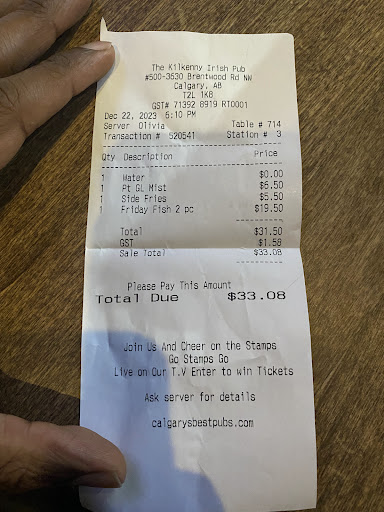 The Kilkenny Irish Pub
#500-3630 Brentwood Rd NW
Calgary, AB
T2L 1K8
GST# 71392 8919 RT0001
Dec 22, 2023 6:10 PM
Server Olivia Table # 714
Transaction # 520541 Station # 3
Qty Description Price
1 Water $0.00
1 Pt GL Mist $6.50
1 Side Fries $5.50
1 Friday Fish 2 pc $19.50
Total $31.50
GST $1.58
Sale Total $33.08
Please Pay This Amount
Total Due $33.08
Join Us And Cheer on the Stamps
Go Stamps Go
Live on Our T.V Enter to win Tickets
Ask server for details
calgarysbestpubs.com